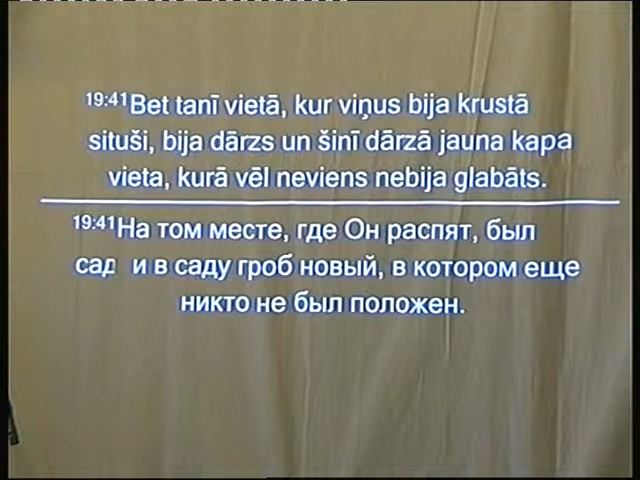 19:41Bet tanī vietā, kur viņus bija krustā
situši, bija dārzs un šinī dārzā jauna kapa
vieta, kurā vēl neviens nebija glabāts.
19:41На том месте, где Он распят, был
сад и в саду гроб новый, в котором еще
никто не был положен.